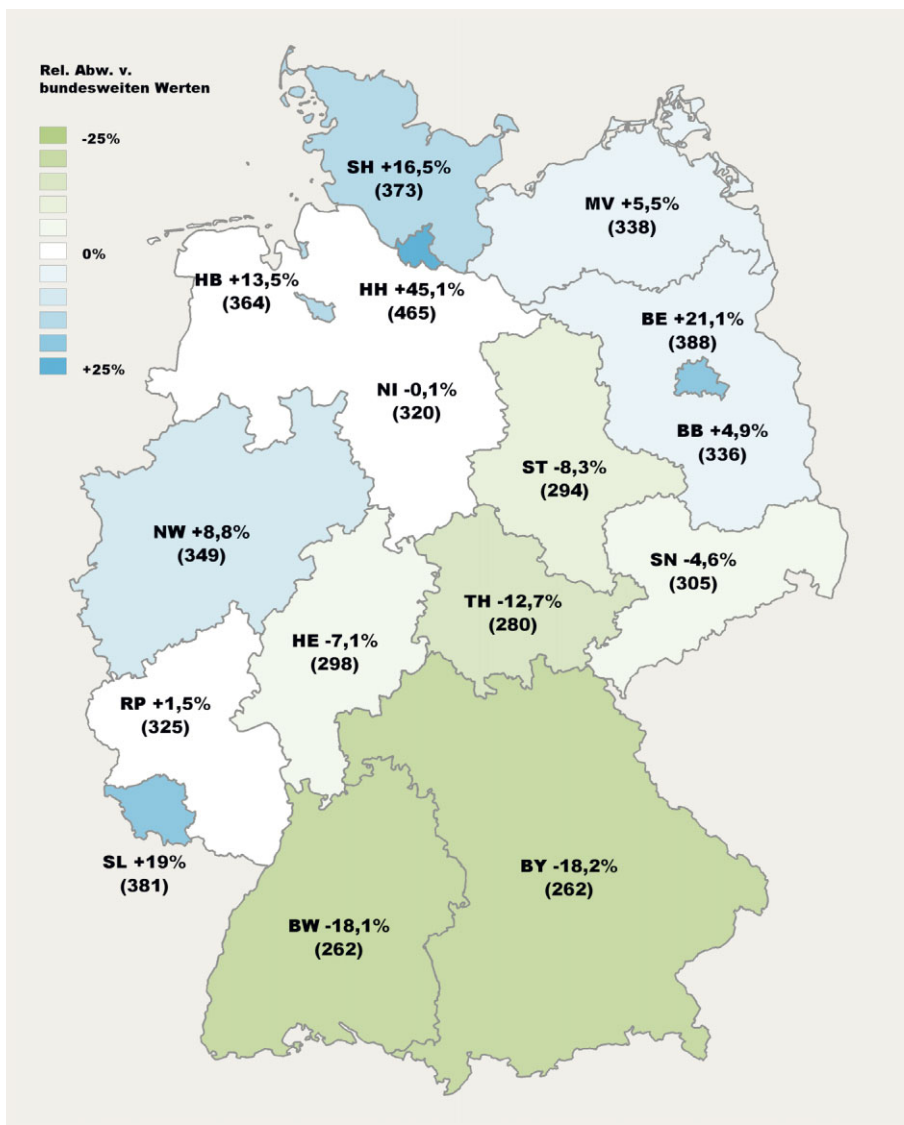 Rel. Abw. v.
bundesweiten Werten
-25%
0%
+25%
SH +16,5%
(373)
MV +5,5%
(338)
HB +13,5%
(364)
HH +45,1%
(465)
BE +21,1%
(388)
NI -0,1%
(320)
BB +4,9%
(336)
ST -8,3%
(294)
NW +8,8%
(349)
SN -4,6%
(305)
TH -12,7%
(280)
HE -7,1%
(298)
RP +1,5%
(325)
SL +19%
(381)
BY -18,2%
(262)
BW -18,1%
(262)